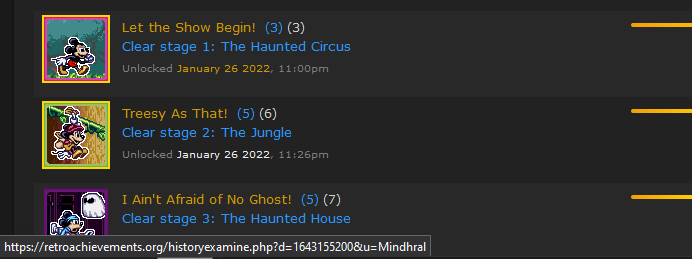 Let the Show Begin! (3) (3)
Clear stage 1: The Haunted Circus
Unlocked January 26 2022, 11:00pm
Treesy As That! (5) (6)
Clear stage 2: The Jungle
Unlocked January 26 2022, 11:26pm
I Ain't Afraid of No Ghost! (5) (7)
Clear stage 3: The Haunted House
https://retroachievements.org/historyexamine.php?d=1643155200&u=Mindhral